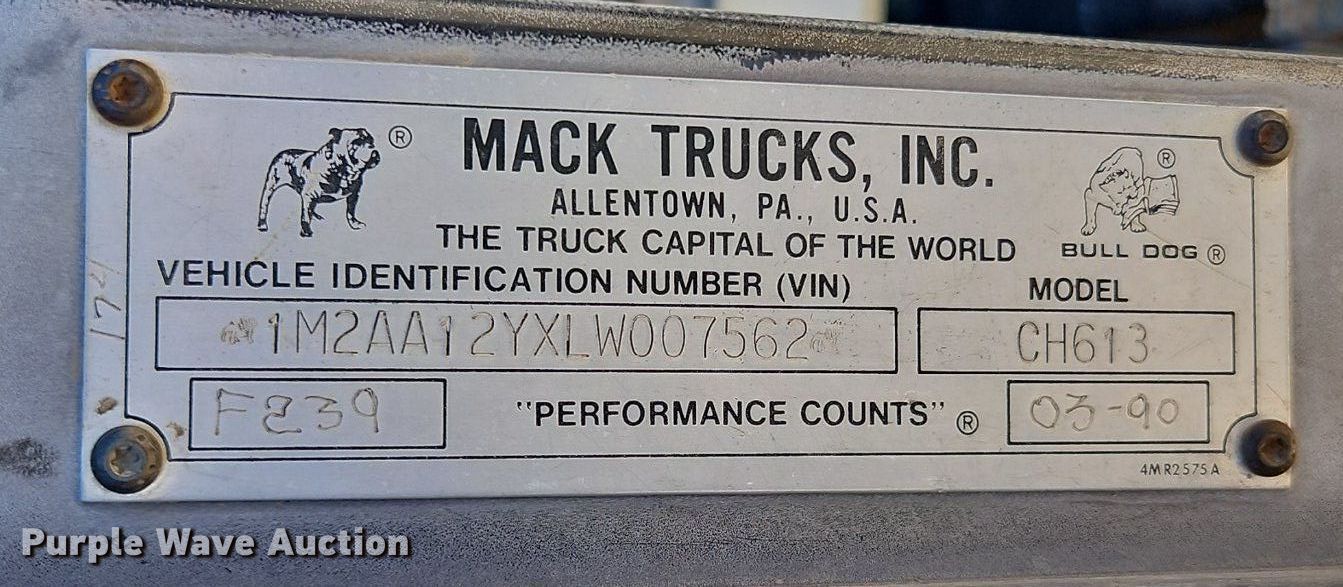 MACK TRUCKS, INC.
ALLENTOWN, PA., U.S.A.
THE TRUCK CAPITAL OF THE WORLD
®
®
BULL DOG ®
VEHICLE IDENTIFICATION NUMBER (VIN)
MODEL
1M2AA12YXLW007562
CH613
F239
"PERFORMANCE COUNTS" ®
03-90
4MR2575A
174
Purple Wave Auction